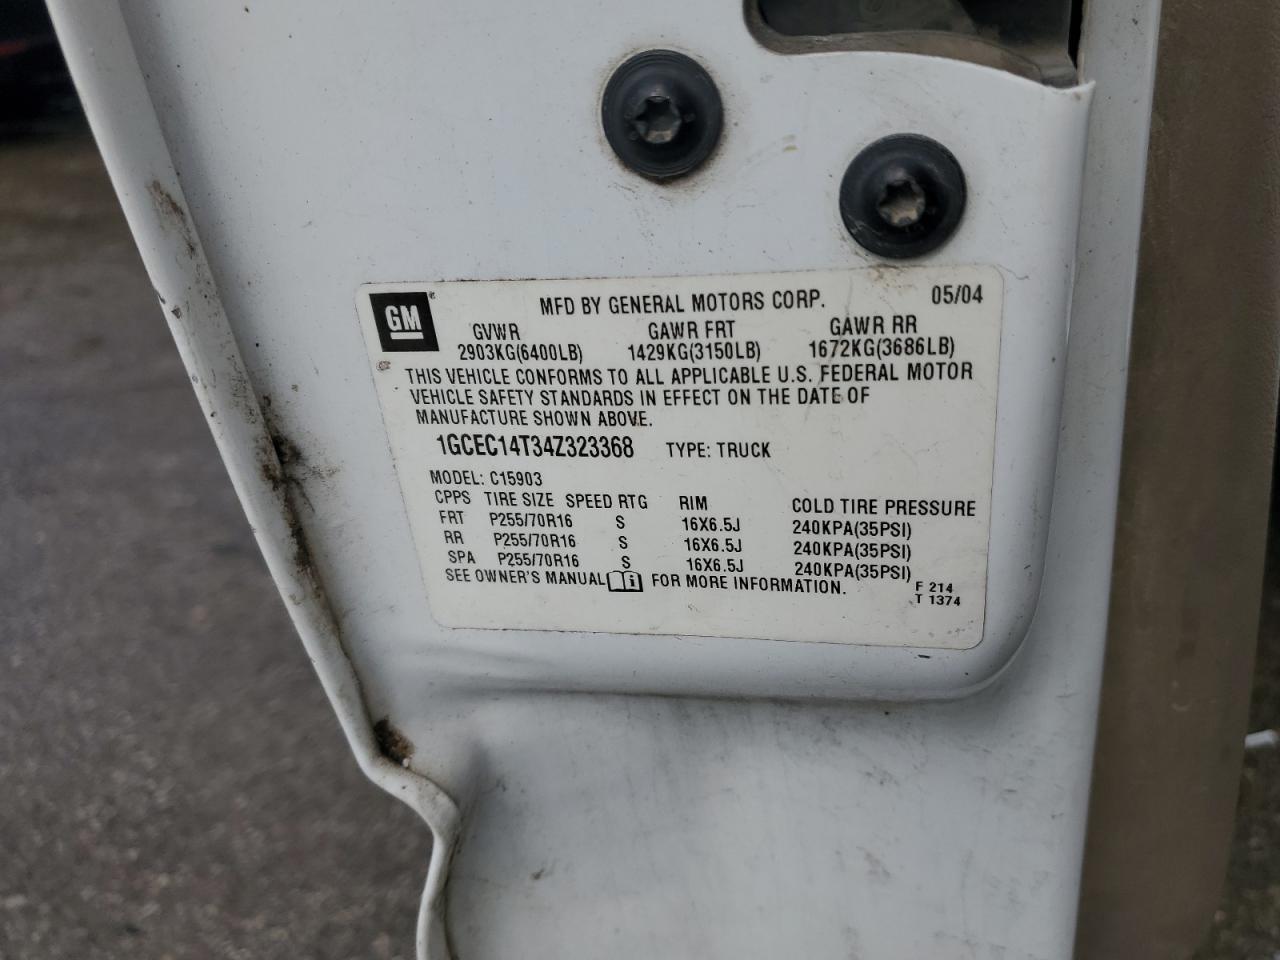 GM
MFD BY GENERAL MOTORS CORP. 05/04
GVWR GAWR FRT GAWR RR
2903KG(6400LB) 1429KG(3150LB) 1672KG(3686LB)
THIS VEHICLE CONFORMS TO ALL APPLICABLE U.S. FEDERAL MOTOR
VEHICLE SAFETY STANDARDS IN EFFECT ON THE DATE OF
MANUFACTURE SHOWN ABOVE.
1GCEC14T34Z323368 TYPE: TRUCK
MODEL: C15903
CPPS TIRE SIZE SPEED RTG RIM COLD TIRE PRESSURE
FRT P255/70R16 S 16X6.5J 240KPA(35PSI)
RR P255/70R16 S 16X6.5J 240KPA(35PSI)
SPA P255/70R16 S 16X6.5J 240KPA(35PSI)
SEE OWNER'S MANUAL FOR MORE INFORMATION.
F 214
T 1374